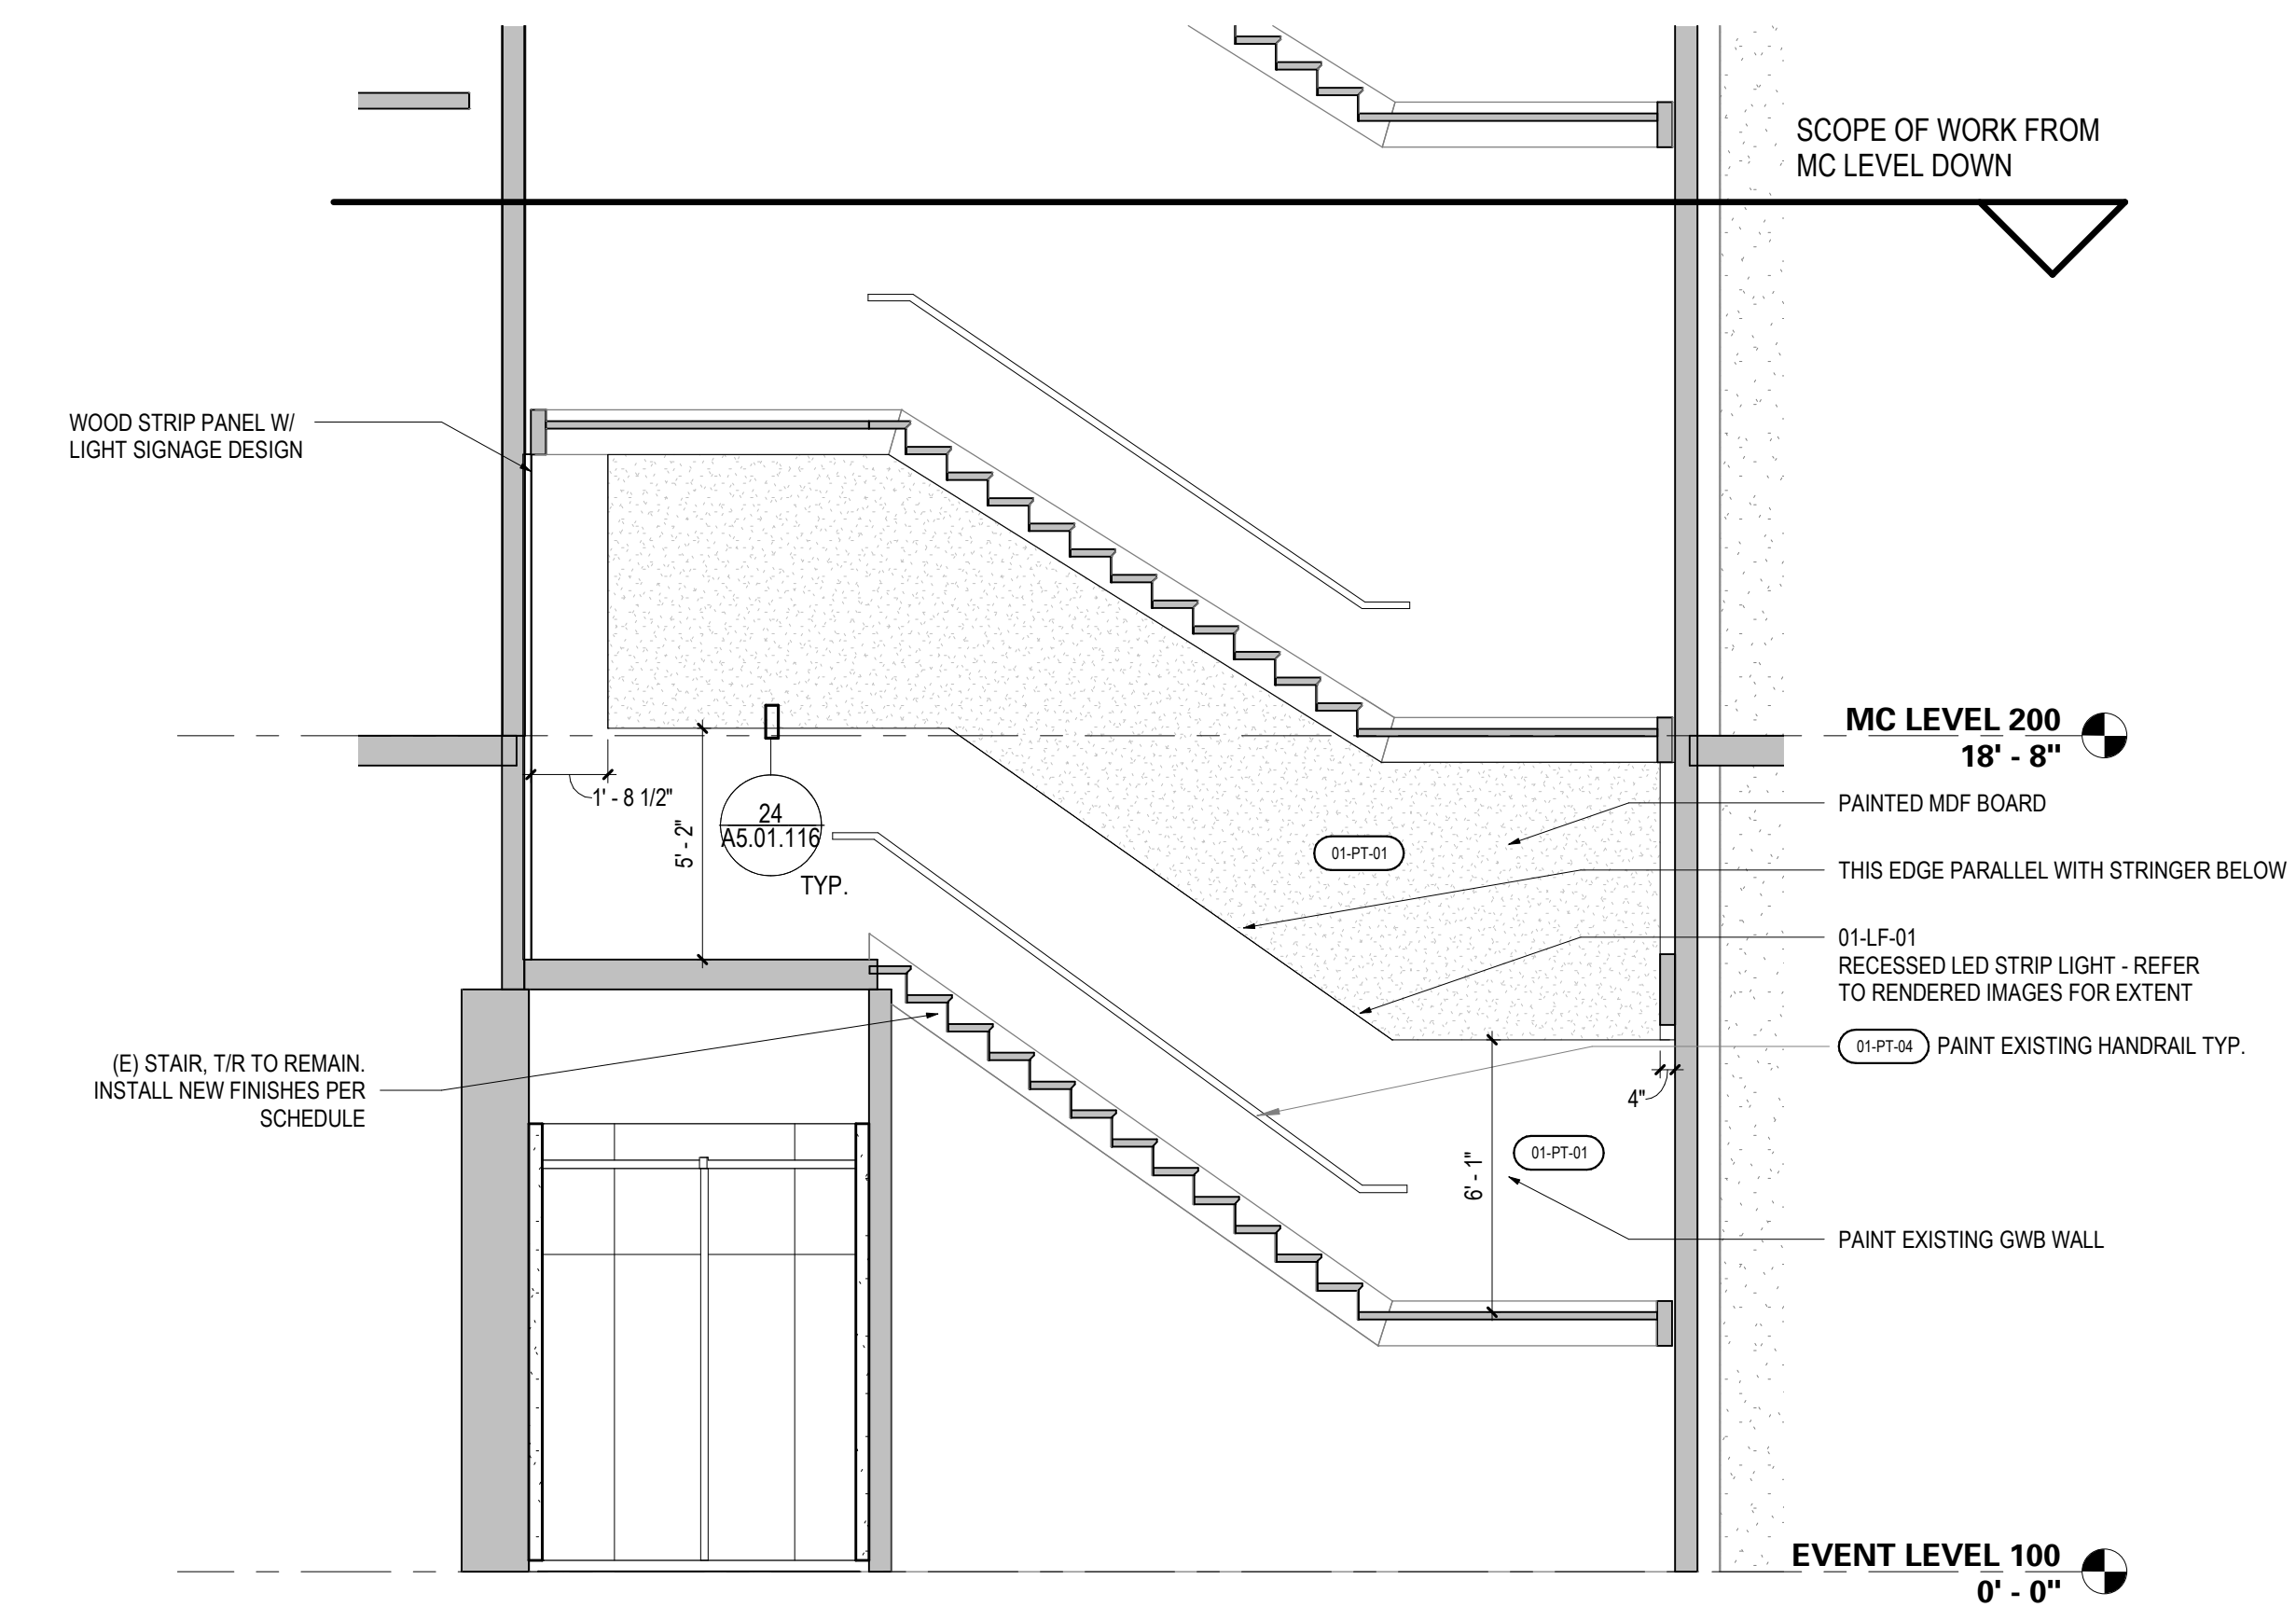 SCOPE OF WORK FROM
MC LEVEL DOWN
WOOD STRIP PANEL W/
LIGHT SIGNAGE DESIGN
MC LEVEL 200
18' - 8"
1' - 8 1/2"
5' - 2"
24
A5.01.116
TYP.
01-PT-01
PAINTED MDF BOARD
THIS EDGE PARALLEL WITH STRINGER BELOW
01-LF-01
RECESSED LED STRIP LIGHT - REFER
TO RENDERED IMAGES FOR EXTENT
01-PT-04 PAINT EXISTING HANDRAIL TYP.
(E) STAIR, T/R TO REMAIN.
INSTALL NEW FINISHES PER
SCHEDULE
4"
6' - 1"
01-PT-01
PAINT EXISTING GWB WALL
EVENT LEVEL 100
0' - 0"